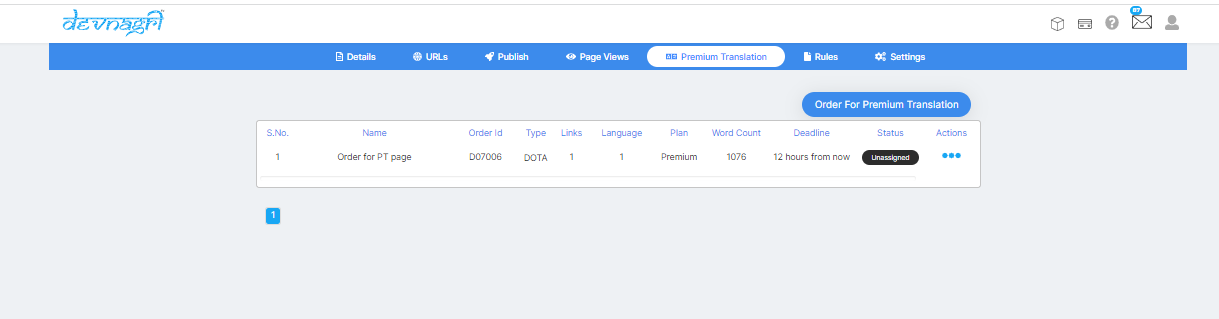 devnagri
Details URLs Publish Page Views Premium Translation Rules Settings
Order For Premium Translation
S.No. Name Order Id Type Links Language Plan Word Count Deadline Status Actions
1 Order for PT page D07006 DOTA 1 1 Premium 1076 12 hours from now Unassigned
1